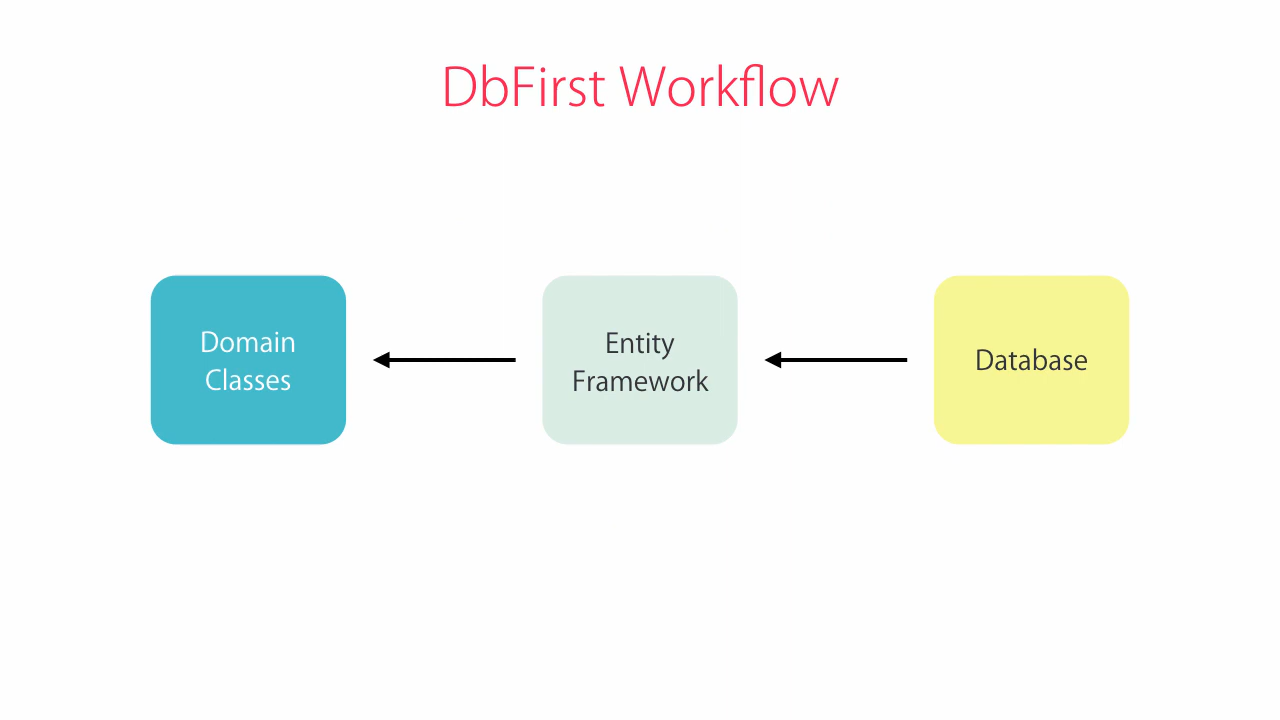 DbFirst Workflow
Domain
Classes
Entity
Framework
Database